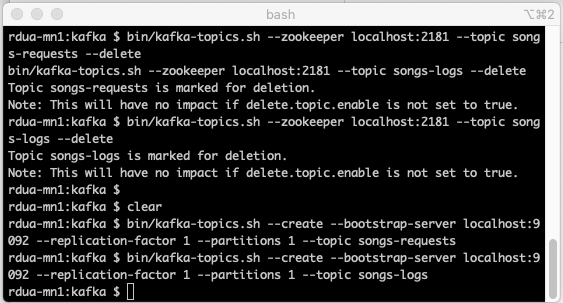 bash
⌥⌘2
rdua-mn1:kafka $ bin/kafka-topics.sh --zookeeper localhost:2181 --topic song
s-requests --delete
bin/kafka-topics.sh --zookeeper localhost:2181 --topic songs-logs --delete
Topic songs-requests is marked for deletion.
Note: This will have no impact if delete.topic.enable is not set to true.
rdua-mn1:kafka $ bin/kafka-topics.sh --zookeeper localhost:2181 --topic song
s-logs --delete
Topic songs-logs is marked for deletion.
Note: This will have no impact if delete.topic.enable is not set to true.
rdua-mn1:kafka $
rdua-mn1:kafka $ clear
rdua-mn1:kafka $ bin/kafka-topics.sh --create --bootstrap-server localhost:9
092 --replication-factor 1 --partitions 1 --topic songs-requests
rdua-mn1:kafka $ bin/kafka-topics.sh --create --bootstrap-server localhost:9
092 --replication-factor 1 --partitions 1 --topic songs-logs
rdua-mn1:kafka $